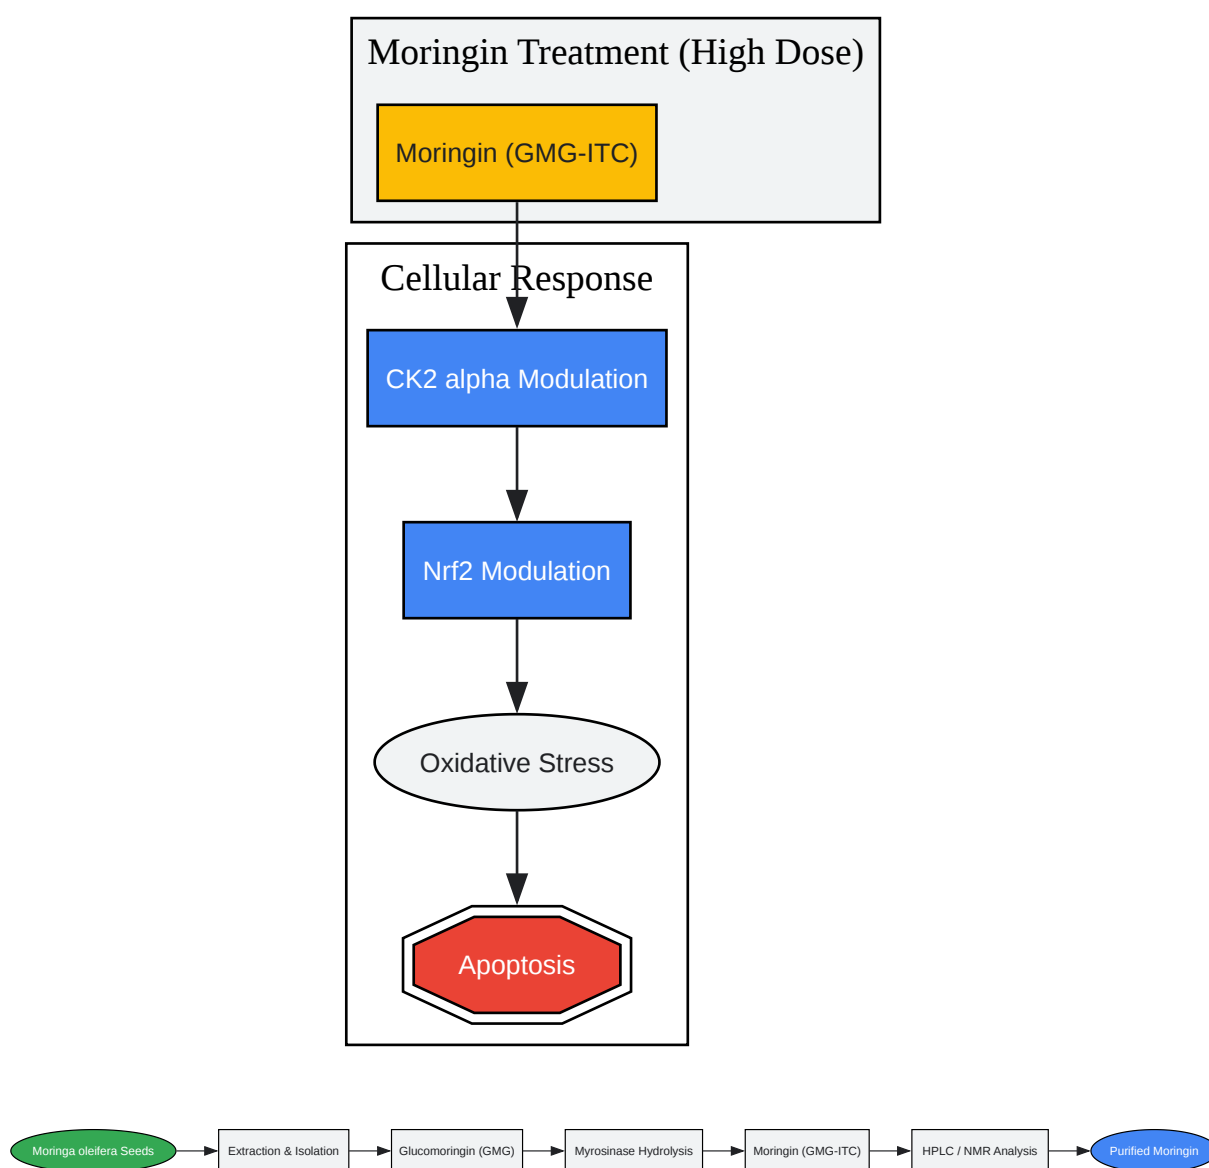 Moringin Treatment (High Dose)
Moringin (GMG-ITC)
Cellular Response
CK2 alpha Modulation
Nrf2 Modulation
Oxidative Stress
Apoptosis
Moringa oleifera Seeds
Extraction & Isolation
Glucomoringin (GMG)
Myrosinase Hydrolysis
Moringin (GMG-ITC)
HPLC / NMR Analysis
Purified Moringin